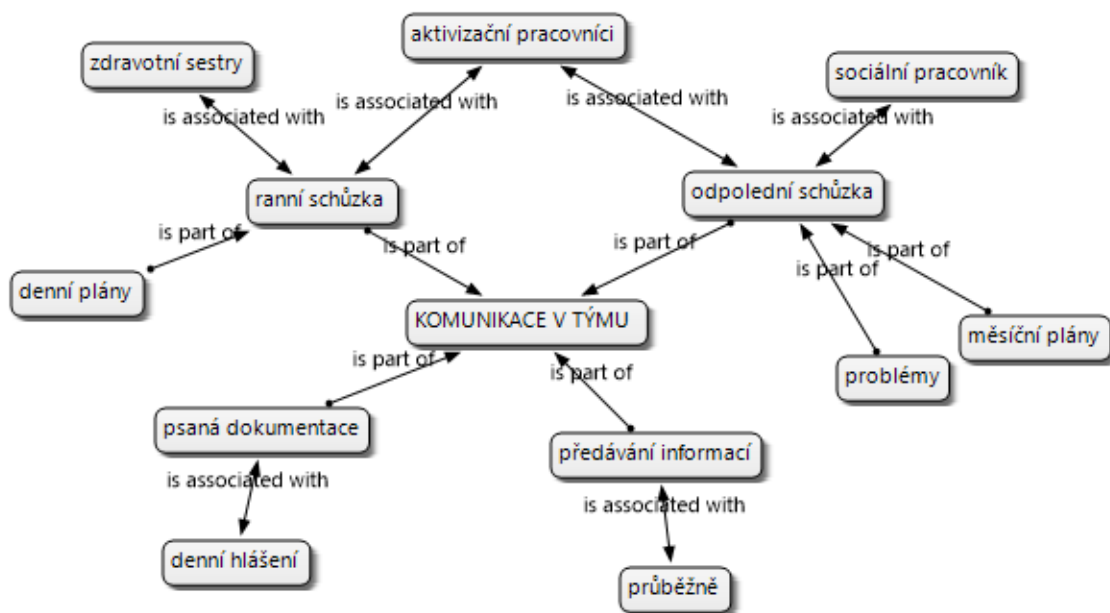 aktivizační pracovníci
zdravotní sestry
sociální pracovník
is associated with
is associated with
is associated with
is associated with
ranní schůzka
odpolední schůzka
is part of
is part of
is part of
is part of
is part of
denní plány
KOMUNIKACE V TÝMU
měsíční plány
problémy
is part of
is part of
psaná dokumentace
předávání informací
is associated with
is associated with
denní hlášení
průběžně